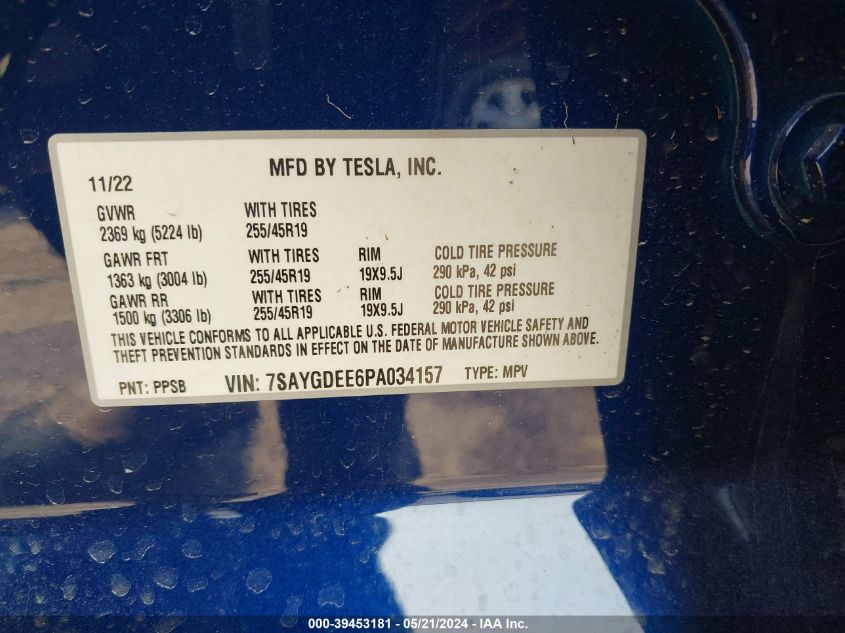 MFD BY TESLA, INC.
11/22
GVWR WITH TIRES
2369 kg (5224 lb) 255/45R19
GAWR FRT WITH TIRES RIM COLD TIRE PRESSURE
1363 kg (3004 lb) 255/45R19 19X9.5J 290 kPa, 42 psi
GAWR RR WITH TIRES RIM COLD TIRE PRESSURE
1500 kg (3306 lb) 255/45R19 19X9.5J 290 kPa, 42 psi
THIS VEHICLE CONFORMS TO ALL APPLICABLE U.S. FEDERAL MOTOR VEHICLE SAFETY AND
THEFT PREVENTION STANDARDS IN EFFECT ON THE DATE OF MANUFACTURE SHOWN ABOVE.
PNT: PPSB VIN: 7SAYGDEE6PA034157 TYPE: MPV
000-39453181 - 05/21/2024 - IAA Inc.